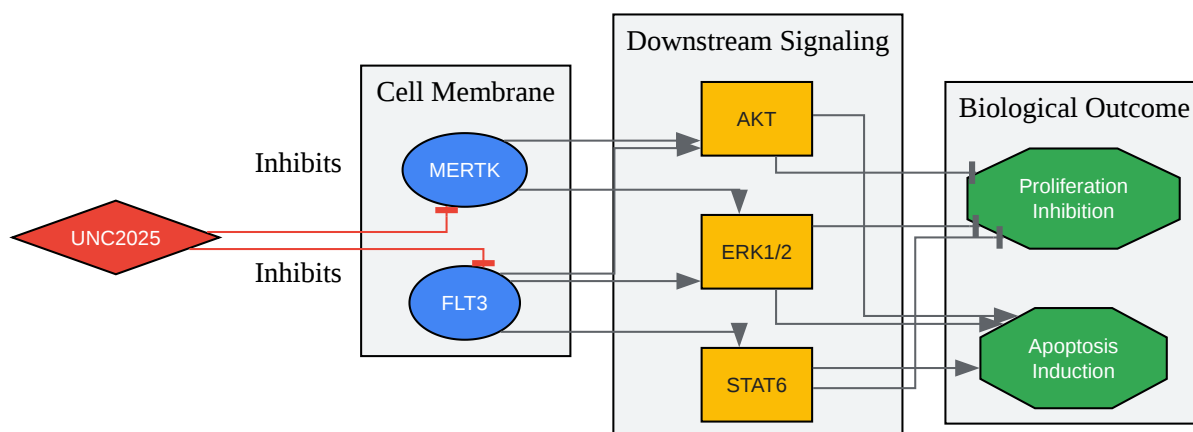 Downstream Signaling
Cell Membrane
AKT
Biological Outcome
Inhibits
MERTK
Proliferation
Inhibition
UNC2025
ERK1/2
Inhibits
FLT3
Apoptosis
Induction
STAT6